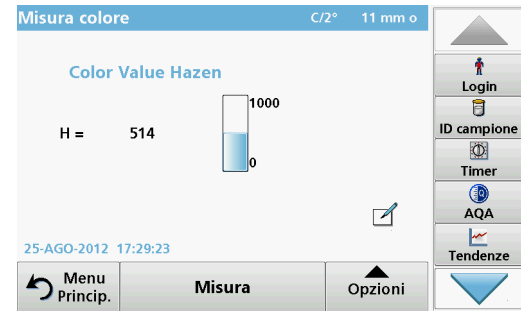 Misura colore C/2° 11 mm o
Color Value Hazen
1000
H = 514
0
25-AGO-2012 17:29:23
Menu
Princip.
Misura
Opzioni
Login
ID campione
Timer
AQA
Tendenze